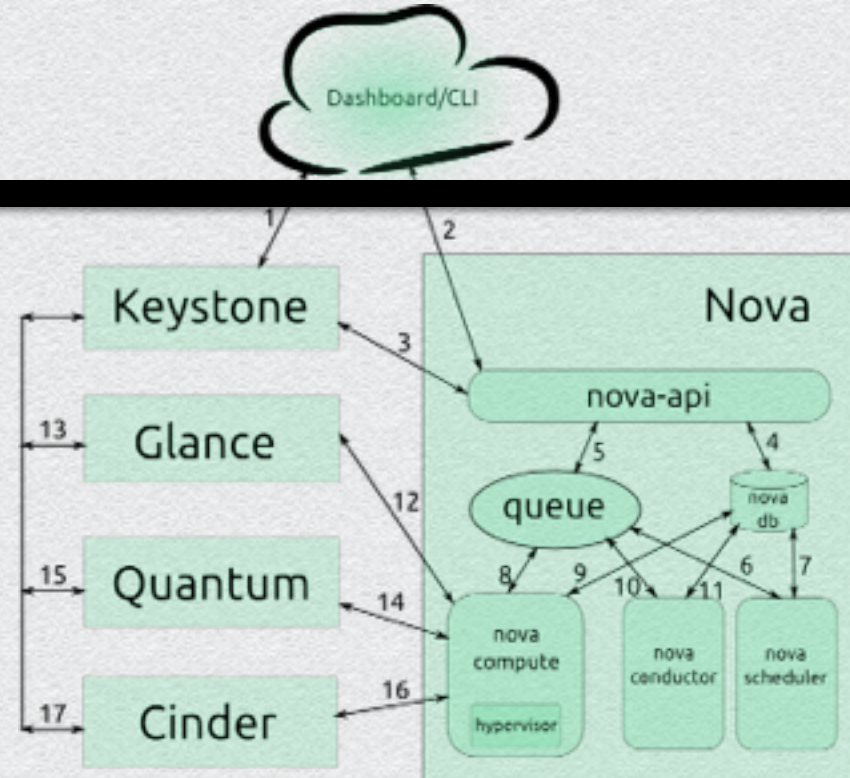 Dashboard/CLI
1
2
Keystone
Nova
3
nova-api
13
Glance
5
4
12
queue
nova
db
15
Quantum
14
8
9
10
11
6
7
nova
compute
nova
conductor
nova
scheduler
17
Cinder
16
hypervisor